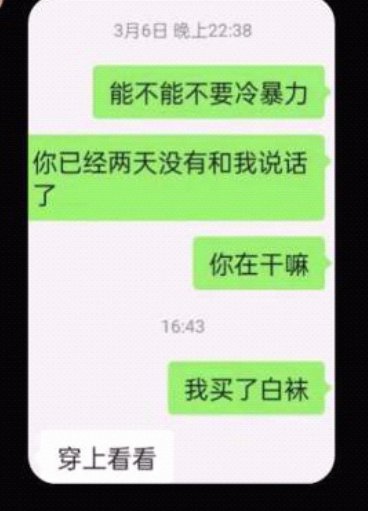 3月6日 晚上22:38
能不能不要冷暴力
你已经两天没有和我说话
了
你在干嘛
16:43
我买了白袜
穿上看看